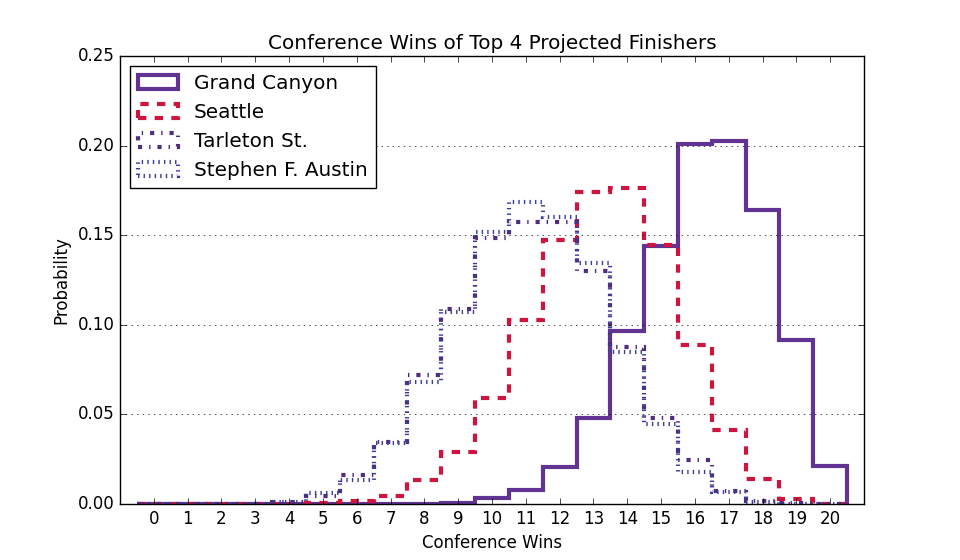 Conference Wins of Top 4 Projected Finishers
0.25
Grand Canyon
Seattle
Tarleton St.
Stephen F. Austin
0.20
0.15
0.10
0.05
0.00
Probability
0 1 2 3 4 5 6 7 8 9 10 11 12 13 14 15 16 17 18 19 20
Conference Wins